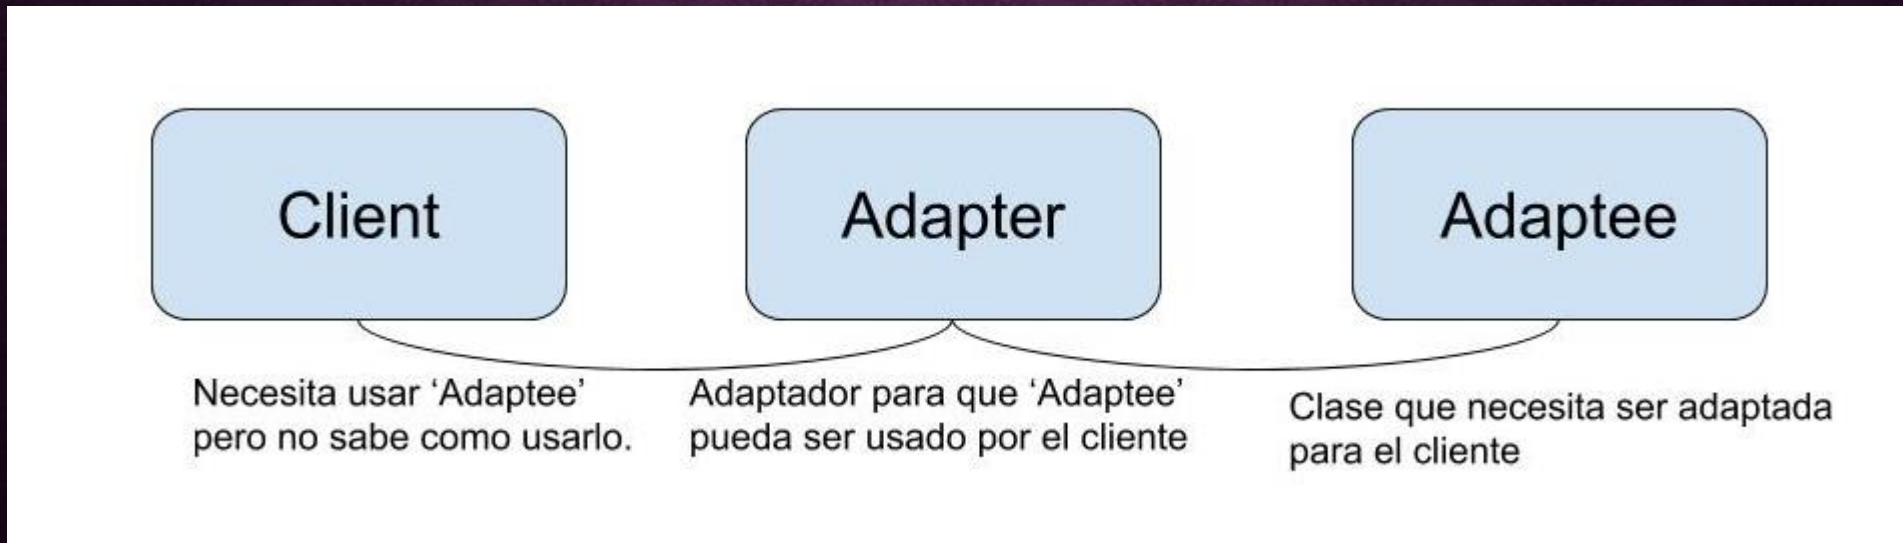 Client
Adapter
Adaptee
Necesita usar ‘Adaptee’
pero no sabe como usarlo.
Adaptador para que ‘Adaptee’
pueda ser usado por el cliente
Clase que necesita ser adaptada
para el cliente